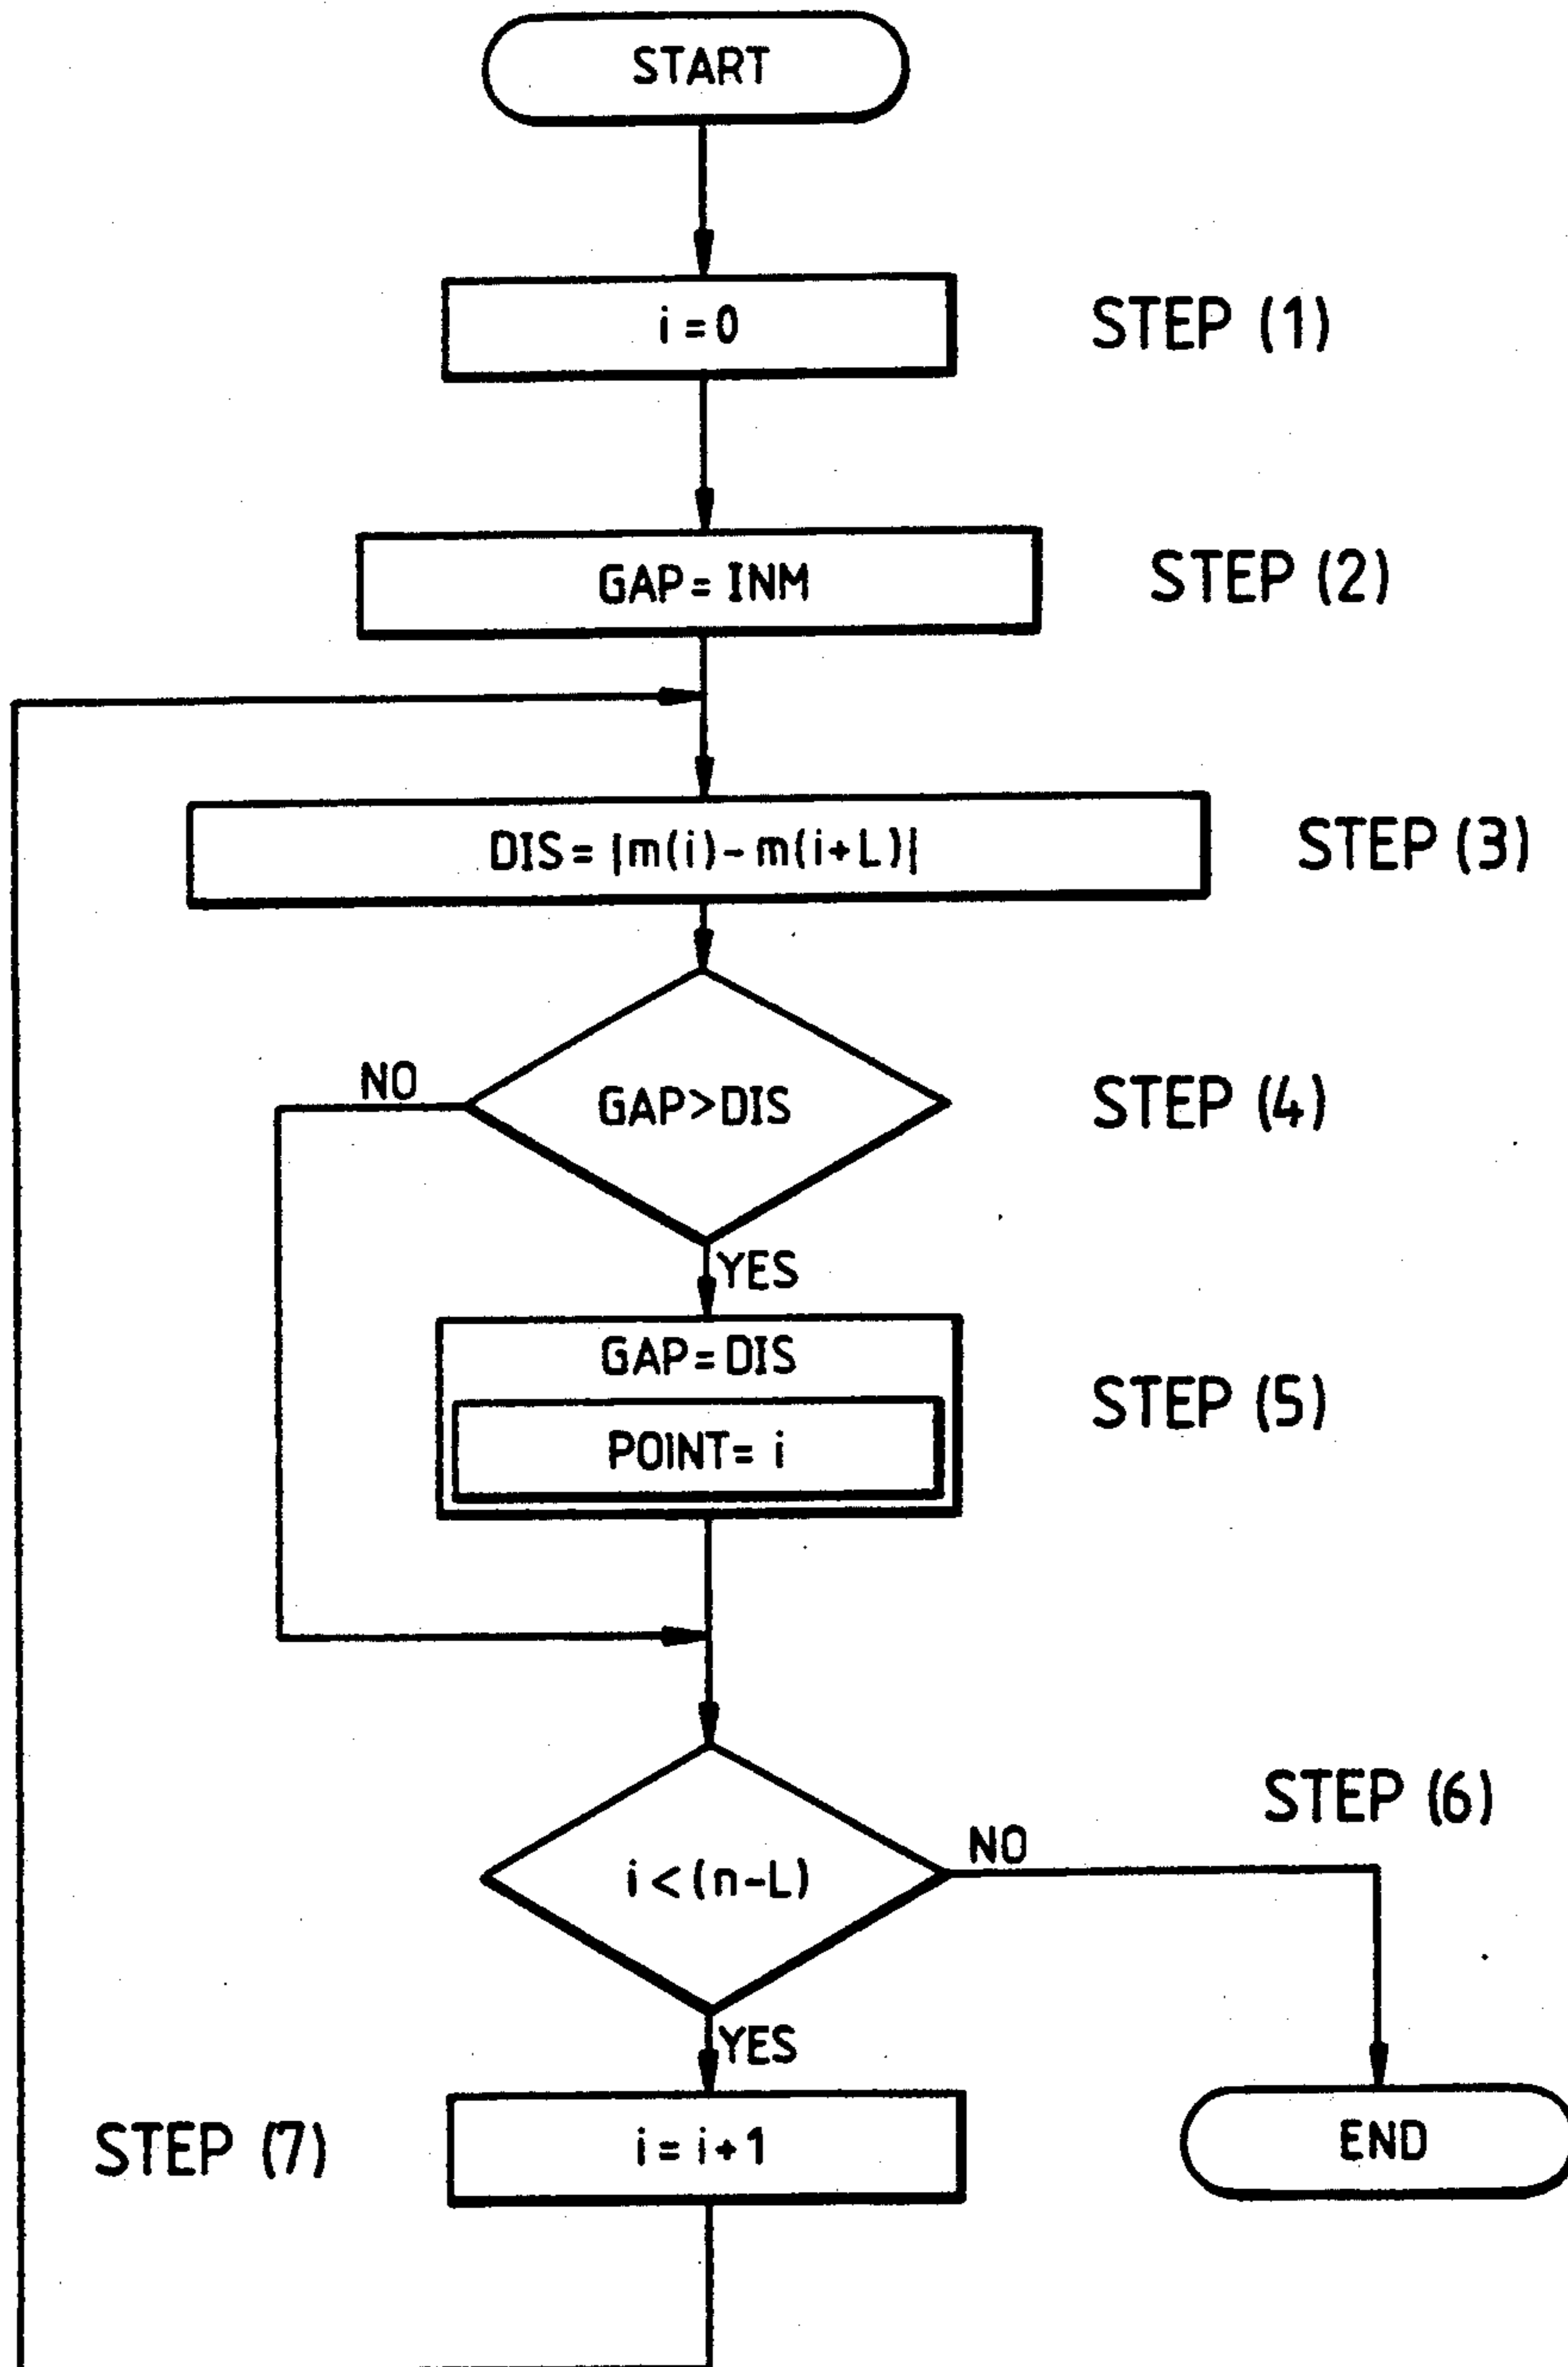 START
i = 0
STEP (1)
GAP = INM
STEP (2)
DIS = |m(i) - m(i+L)|
STEP (3)
NO
GAP>DIS
STEP (4)
YES
GAP = DIS
POINT = i
STEP (5)
STEP (6)
NO
i < (n-L)
YES
STEP (7)
i = i+1
END